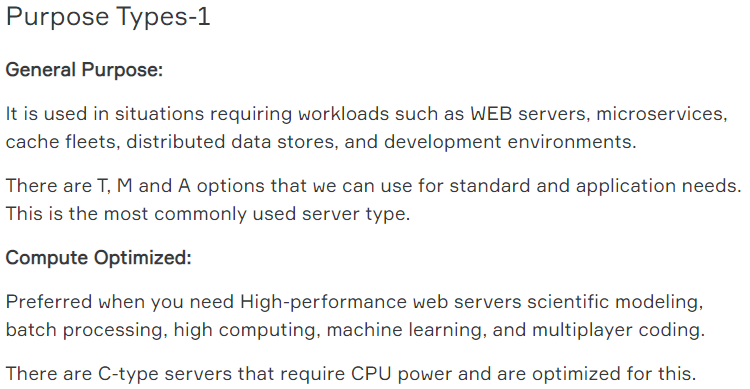 Purpose Types-1
General Purpose:
It is used in situations requiring workloads such as WEB servers, microservices,
cache fleets, distributed data stores, and development environments.
There are T, M and A options that we can use for standard and application needs.
This is the most commonly used server type.
Compute Optimized:
Preferred when you need High-performance web servers scientific modeling,
batch processing, high computing, machine learning, and multiplayer coding.
There are C-type servers that require CPU power and are optimized for this.